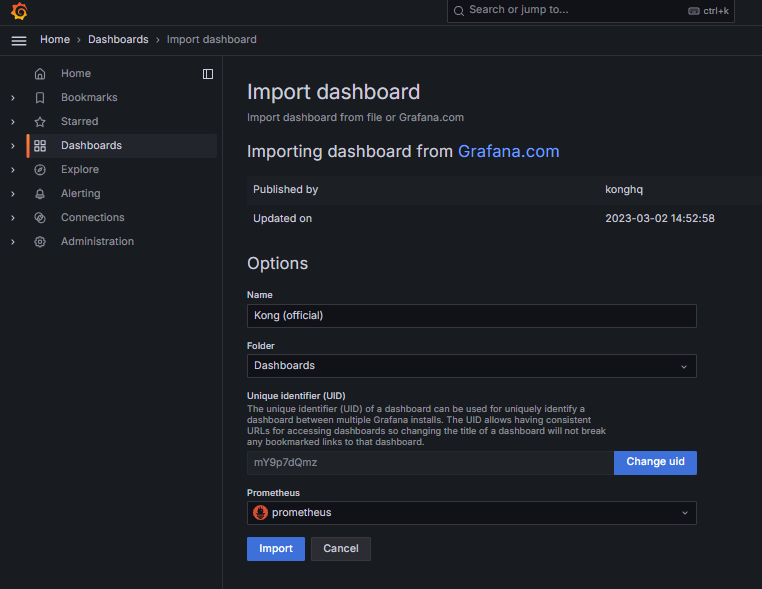 Search or jump to...
ctrl+k
Home › Dashboards › Import dashboard
Home
Bookmarks
Starred
Dashboards
Explore
Alerting
Connections
Administration
Import dashboard
Import dashboard from file or Grafana.com
Importing dashboard from Grafana.com
Published by konghq
Updated on 2023-03-02 14:52:58
Options
Name
Kong (official)
Folder
Dashboards
Unique identifier (UID)
The unique identifier (UID) of a dashboard can be used for uniquely identify a
dashboard between multiple Grafana installs. The UID allows having consistent
URLs for accessing dashboards so changing the title of a dashboard will not break
any bookmarked links to that dashboard.
mY9p7dQmz
Change uid
Prometheus
prometheus
Import
Cancel